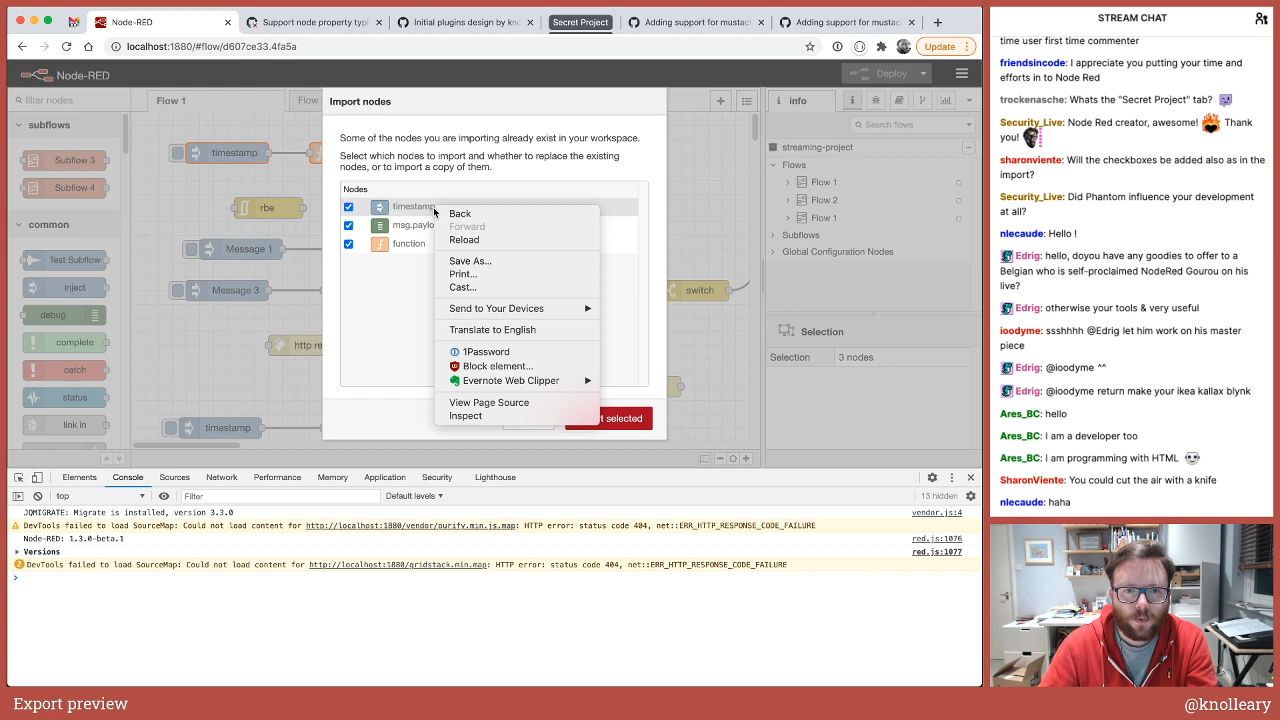 Node-RED
Support node property typi
Initial plugins design by kno
Secret Project
Adding support for mustac
Adding support for mustac
localhost:1880/#flow/d607ce33.4fa5a
Update
Node-RED
Deploy
filter nodes
Flow 1
Flow
subflows
Subflow 3
Subflow 4
common
Test Subflow
inject
debug
complete
catch
status
link in
timestamp
rbe
Message 1
Message 3
http re
timestamp
switch
Import nodes
Some of the nodes you are importing already exist in your workspace.
Select which nodes to import and whether to replace the existing
nodes, or to import a copy of them.
Nodes
timestamp
msg.paylo
function
t selected
Back
Forward
Reload
Save As...
Print...
Cast...
Send to Your Devices
Translate to English
1Password
Block element...
Evernote Web Clipper
View Page Source
Inspect
info
Search flows
streaming-project
Flows
Flow 1
Flow 2
Flow 1
Subflows
Global Configuration Nodes
Selection
Selection 3 nodes
Elements Console Sources Network Performance Memory Application Security Lighthouse
top Filter Default levels 13 hidden
JQMIGRATE: Migrate is installed, version 3.3.0 vendor.js:4
DevTools failed to load SourceMap: Could not load content for http://localhost:1880/vendor/purify.min.js.map: HTTP error: status code 404, net::ERR_HTTP_RESPONSE_CODE_FAILURE
Node-RED: 1.3.0-beta.1 red.js:1076
Versions red.js:1077
2 DevTools failed to load SourceMap: Could not load content for http://localhost:1880/gridstack.min.map: HTTP error: status code 404, net::ERR_HTTP_RESPONSE_CODE_FAILURE
STREAM CHAT
time user first time commenter
friendsincode: I appreciate you putting your time and
efforts in to Node Red
trockenasche: Whats the "Secret Project" tab?
Security_Live: Node Red creator, awesome! Thank
you!
sharonviente: Will the checkboxes be added also as in the
import?
Security_Live: Did Phantom influence your development
at all?
nlecaude: Hello !
Edrig: hello, doyou have any goodies to offer to a
Belgian who is self-proclaimed NodeRed Gourou on his
live?
Edrig: otherwise your tools & very useful
ioodyme: ssshhhh @Edrig let him work on his master
piece
Edrig: @ioodyme ^^
Edrig: @ioodyme return make your ikea kallax blynk
Ares_BC: hello
Ares_BC: I am a developer too
Ares_BC: I am programming with HTML
SharonViente: You could cut the air with a knife
nlecaude: haha
Export preview
@knolleary